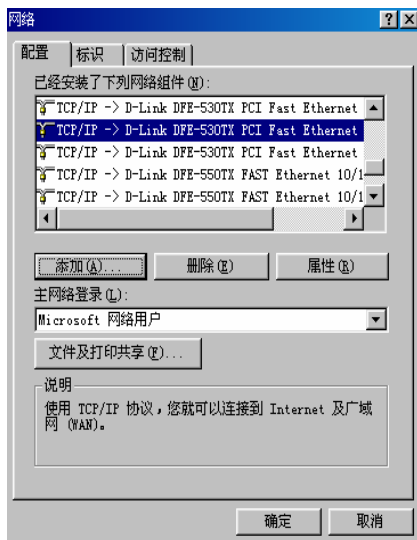 网络
配置 标识 访问控制
已经安装了下列网络组件(N):
TCP/IP -> D-Link DFE-530TX PCI Fast Ethernet
TCP/IP -> D-Link DFE-530TX PCI Fast Ethernet
TCP/IP -> D-Link DFE-530TX PCI Fast Ethernet
TCP/IP -> D-Link DFE-550TX FAST Ethernet 10/1
TCP/IP -> D-Link DFE-550TX FAST Ethernet 10/1
添加(A)... 删除(E) 属性(R)
主网络登录(L):
Microsoft 网络用户
文件及打印共享(F)...
说明
使用 TCP/IP 协议，您就可以连接到 Internet 及广域
网 (WAN)。
确定 取消